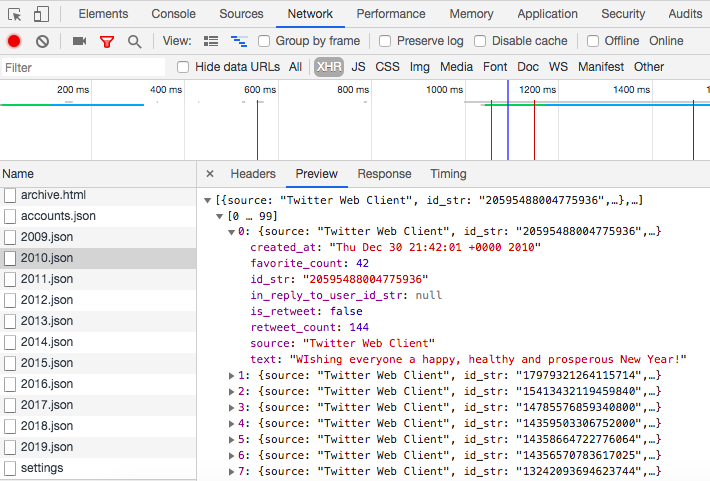 Elements Console Sources Network Performance Memory Application Security Audits
View: Group by frame Preserve log Disable cache Offline Online
Filter Hide data URLs All XHR JS CSS Img Media Font Doc WS Manifest Other
200 ms 400 ms 600 ms 800 ms 1000 ms 1200 ms 1400 ms
Name
archive.html
accounts.json
2009.json
2010.json
2011.json
2012.json
2013.json
2014.json
2015.json
2016.json
2017.json
2018.json
2019.json
settings
× Headers Preview Response Timing
[{source: "Twitter Web Client", id_str: "20595488004775936",…},…]
[0 … 99]
0: {source: "Twitter Web Client", id_str: "20595488004775936",…}
created_at: "Thu Dec 30 21:42:01 +0000 2010"
favorite_count: 42
id_str: "20595488004775936"
in_reply_to_user_id_str: null
is_retweet: false
retweet_count: 144
source: "Twitter Web Client"
text: "WIshing everyone a happy, healthy and prosperous New Year!"
1: {source: "Twitter Web Client", id_str: "17979321264115714",…}
2: {source: "Twitter Web Client", id_str: "15413432119459840",…}
3: {source: "Twitter Web Client", id_str: "14785576859340800",…}
4: {source: "Twitter Web Client", id_str: "14359503306752000",…}
5: {source: "Twitter Web Client", id_str: "14358664722776064",…}
6: {source: "Twitter Web Client", id_str: "14356570783617025",…}
7: {source: "Twitter Web Client", id_str: "13242093694623744",…}